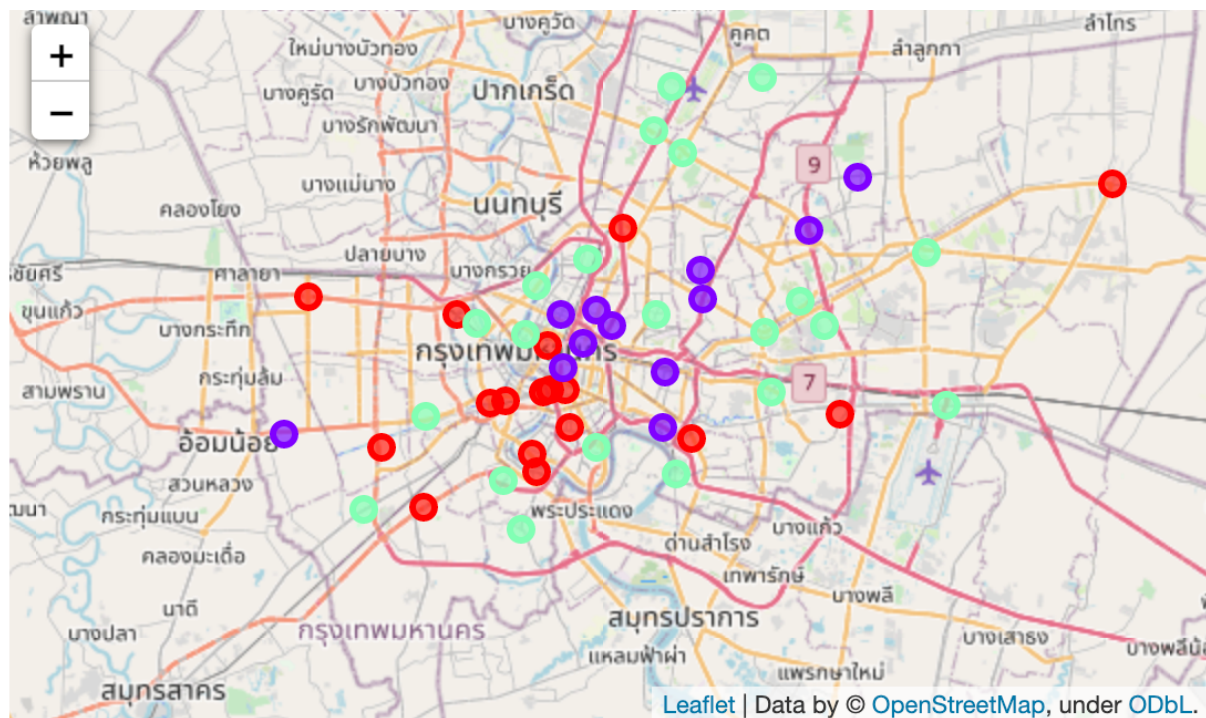 ลำพญา
บางคูวัด
คูคต
ลำไทร
ใหม่บางบัวทอง
ลำลูกกา
+
บางคูรัด
บางบัวทอง
ปากเกร็ด
−
บางรักพัฒนา
ห้วยพลู
9
บางแม่นาง
คลองโยง
นนทบุรี
ปลายบาง
รชัยศรี
ศาลายา
บางกรวย
ขุนแก้ว
บางกระทึก
กรุงเทพมหานคร
กระทุ่มล้ม
7
สามพราน
อ้อมน้อย
สวนหลวง
พระประแดง
ฒนา
กระทุ่มแบน
บางแก้ว
คลองมะเดื่อ
ด่านสำโรง
เทพารักษ์
บางพลี
นาดี
บางปลา
กรุงเทพมหานคร
สมุทรปราการ
บางเสาธง
บางพลีน้
แหลมฟ้าผ่า
แพรกษาใหม่
สมุทรสาคร
Leaflet | Data by © OpenStreetMap, under ODbL.